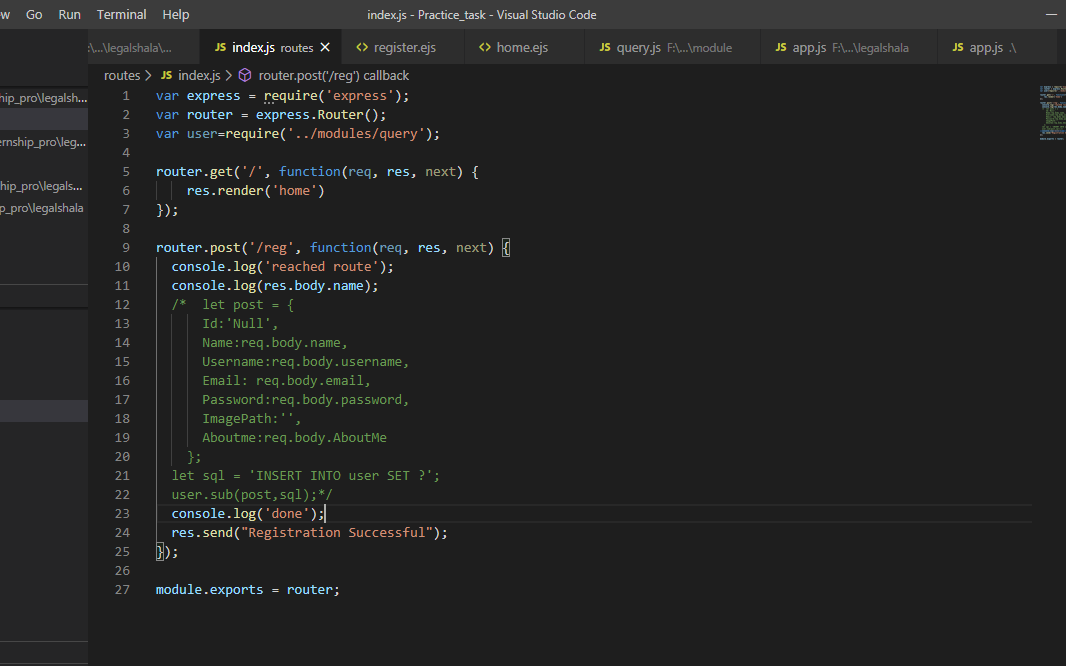 w Go Run Terminal Help index.js - Practice_task - Visual Studio Code
:\...\legalshala\... JS index.js routes × <> register.ejs <> home.ejs JS query.js F:\...\module JS app.js F:\...\legalshala JS app.js .\
routes > JS index.js > router.post('/reg') callback
hip_pro\legalsh...
ernship_pro\leg...
hip_pro\legals...
p_pro\legalshala
1 var express = require('express');
2 var router = express.Router();
3 var user=require('../modules/query');
4
5 router.get('/', function(req, res, next) {
6 res.render('home')
7 });
8
9 router.post('/reg', function(req, res, next) {
10 console.log('reached route');
11 console.log(res.body.name);
12 /* let post = {
13 Id:'Null',
14 Name:req.body.name,
15 Username:req.body.username,
16 Email: req.body.email,
17 Password:req.body.password,
18 ImagePath:'',
19 Aboutme:req.body.AboutMe
20 };
21 let sql = 'INSERT INTO user SET ?';
22 user.sub(post,sql);*/
23 console.log('done');
24 res.send("Registration Successful");
25 });
26
27 module.exports = router;